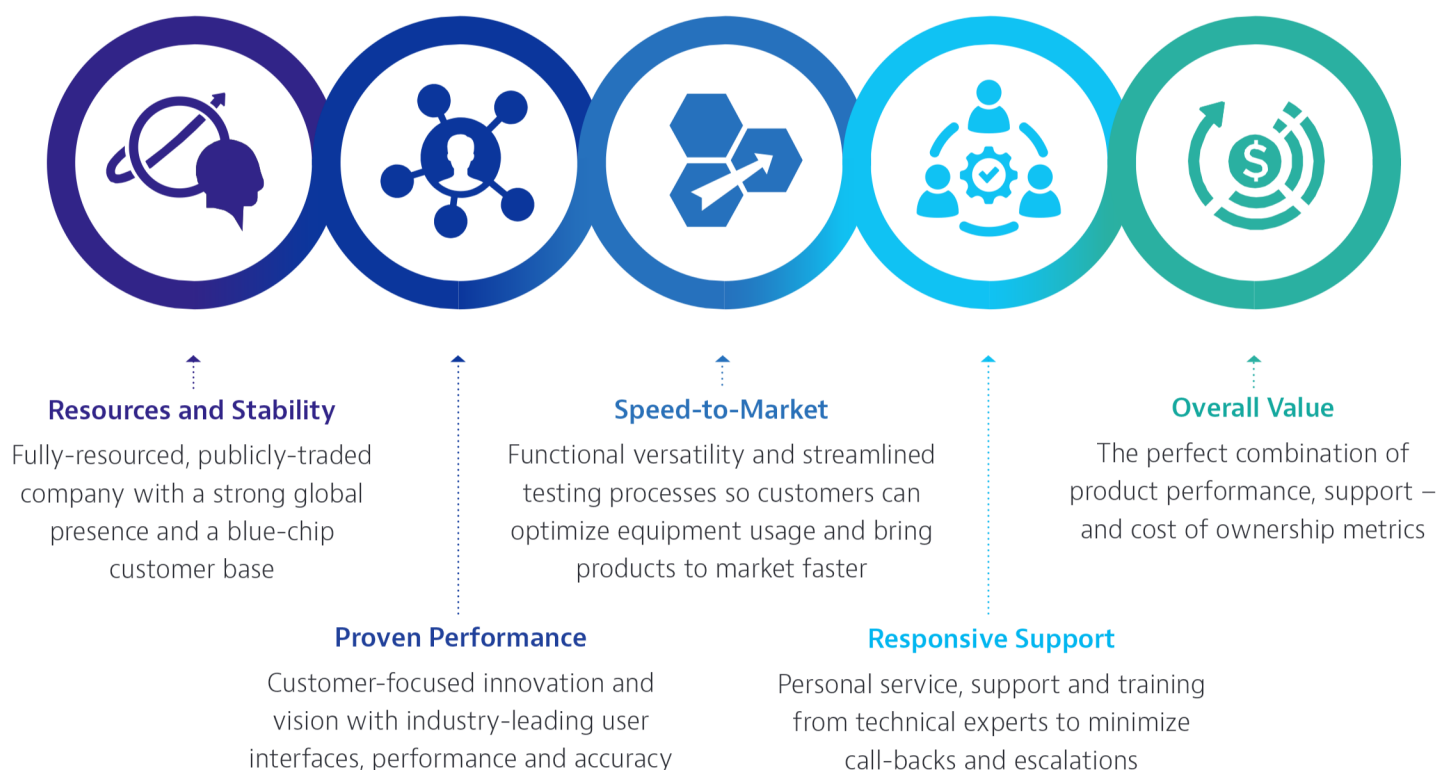 Resources and Stability
Fully-resourced, publicly-traded
company with a strong global
presence and a blue-chip
customer base
Proven Performance
Customer-focused innovation and
vision with industry-leading user
interfaces, performance and accuracy
Speed-to-Market
Functional versatility and streamlined
testing processes so customers can
optimize equipment usage and bring
products to market faster
Responsive Support
Personal service, support and training
from technical experts to minimize
call-backs and escalations
Overall Value
The perfect combination of
product performance, support –
and cost of ownership metrics
$